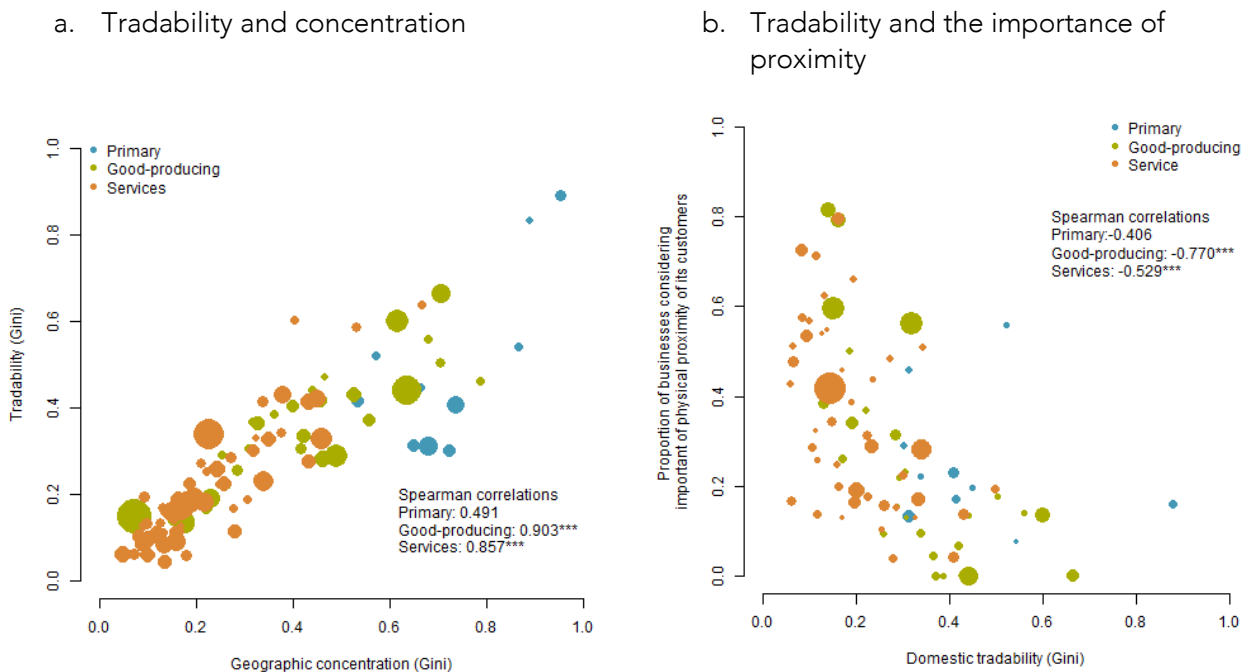 a. Tradability and concentration
Tradability (Gini)
1.0
0.8
0.6
0.4
0.2
0.0
Primary
Good-producing
Services
Spearman correlations
Primary: 0.491
Good-producing: 0.903***
Services: 0.857***
0.0 0.2 0.4 0.6 0.8 1.0
Geographic concentration (Gini)
b. Tradability and the importance of
proximity
Proportion of businesses considering
important of physical proximity of its customers
1.0
0.8
0.6
0.4
0.2
0.0
Primary
Good-producing
Service
Spearman correlations
Primary:-0.406
Good-producing: -0.770***
Services: -0.529***
0.0 0.2 0.4 0.6 0.8 1.0
Domestic tradability (Gini)